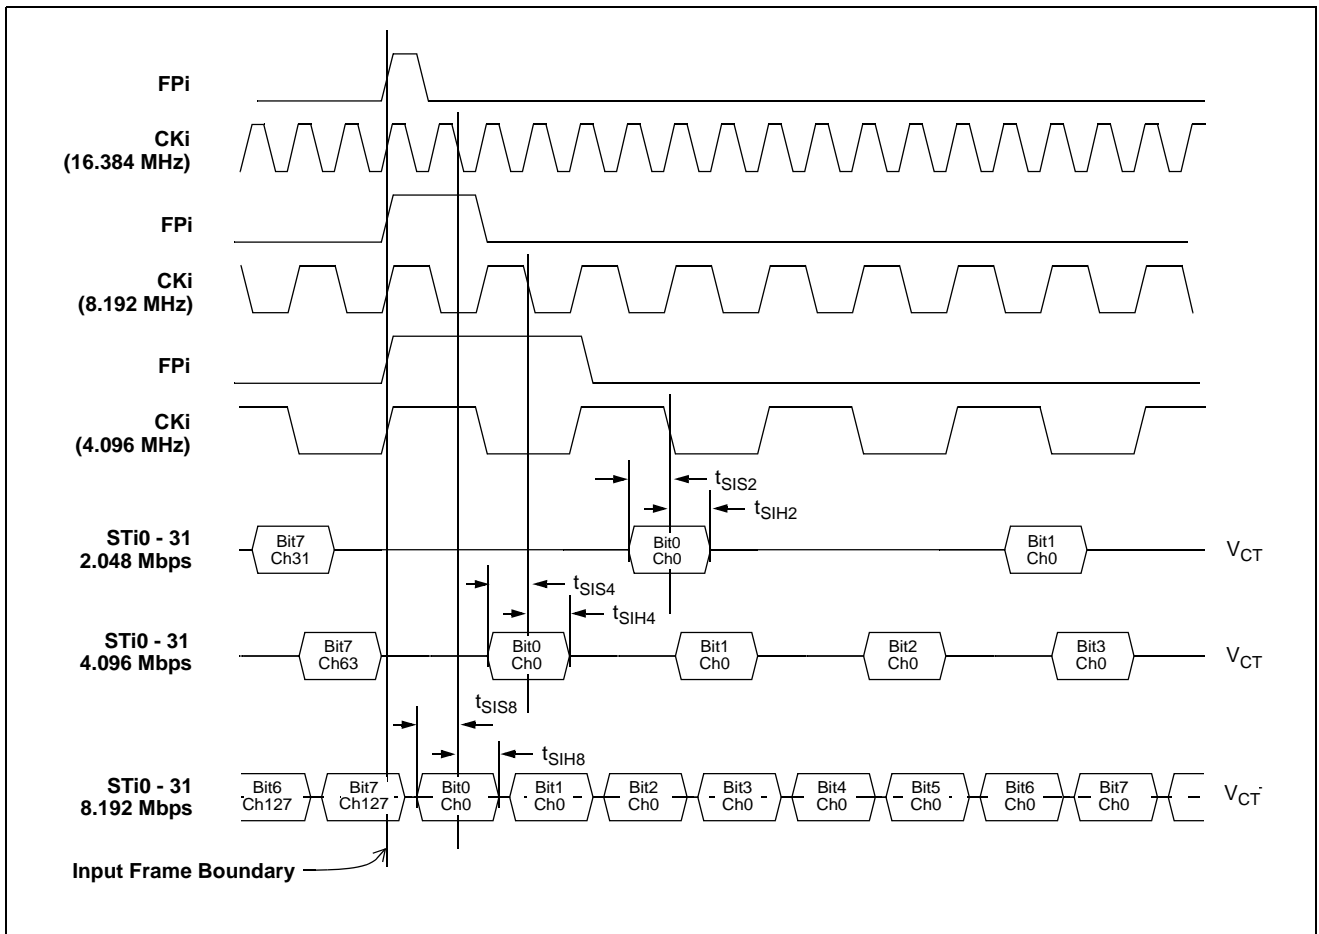 FPi
CKi
(16.384 MHz)
FPi
CKi
(8.192 MHz)
FPi
CKi
(4.096 MHz)
tSIS2
tSIH2
STi0 - 31
2.048 Mbps
Bit7
Ch31
Bit0
Ch0
Bit1
Ch0
VCT
tSIS4
tSIH4
STi0 - 31
4.096 Mbps
Bit7
Ch63
Bit0
Ch0
Bit1
Ch0
Bit2
Ch0
Bit3
Ch0
VCT
tSIS8
tSIH8
STi0 - 31
8.192 Mbps
Bit6
Ch127
Bit7
Ch127
Bit0
Ch0
Bit1
Ch0
Bit2
Ch0
Bit3
Ch0
Bit4
Ch0
Bit5
Ch0
Bit6
Ch0
Bit7
Ch0
VCT
Input Frame Boundary